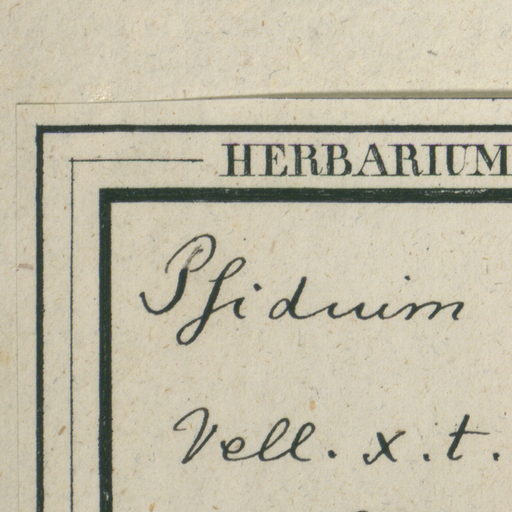 HERBARIUM
Psidium
Vell. x. t.